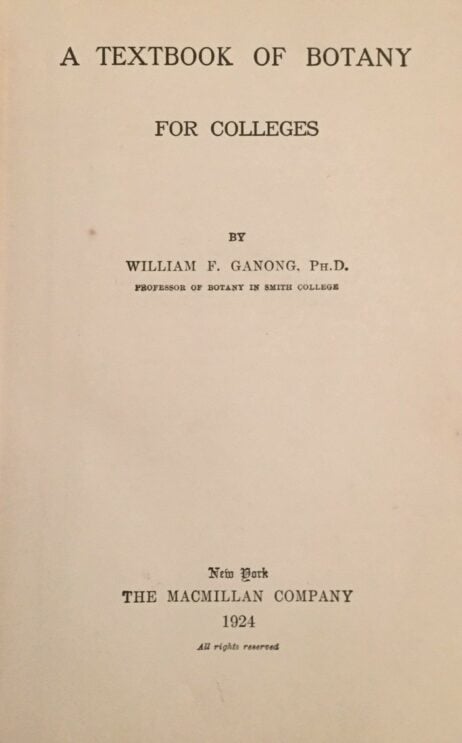 A TEXTBOOK OF BOTANY
FOR COLLEGES
BY
WILLIAM F. GANONG, Ph.D.
PROFESSOR OF BOTANY IN SMITH COLLEGE
New York
THE MACMILLAN COMPANY
1924
All rights reserved